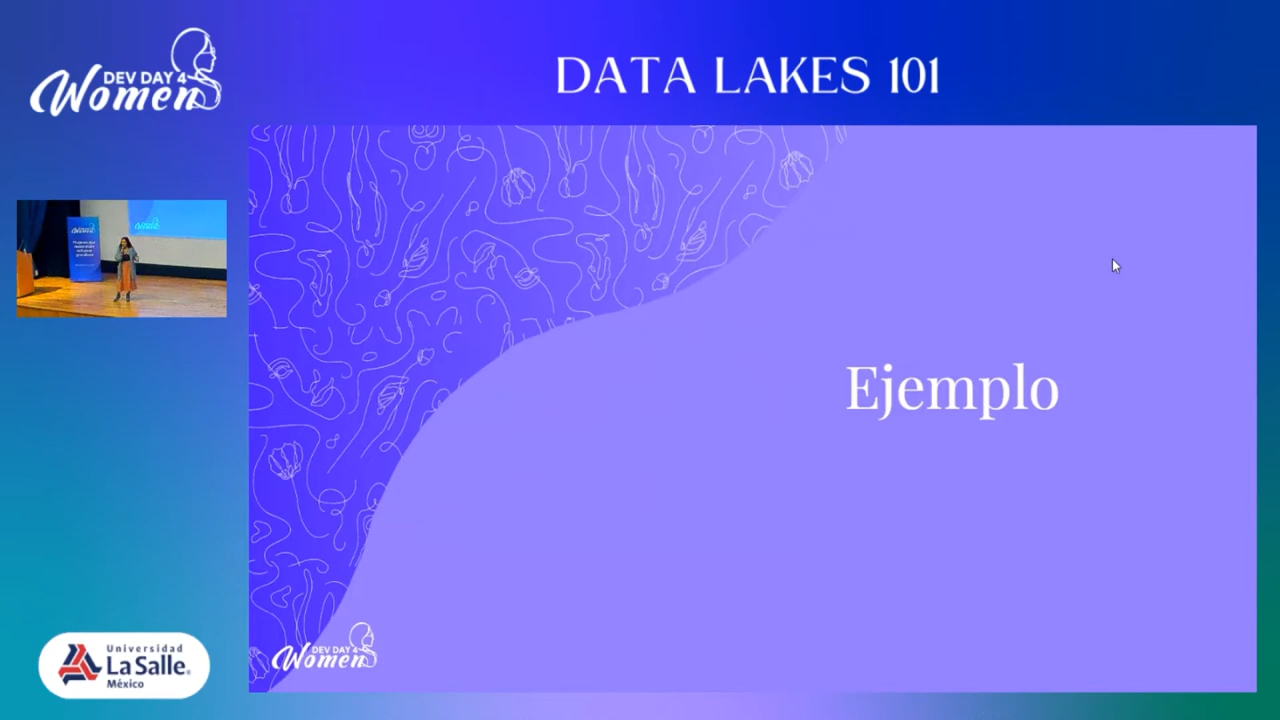 DEV DAY 4
Women
DATA LAKES 101
Ejemplo
DEV DAY 4
Women
Universidad
La Salle®
México